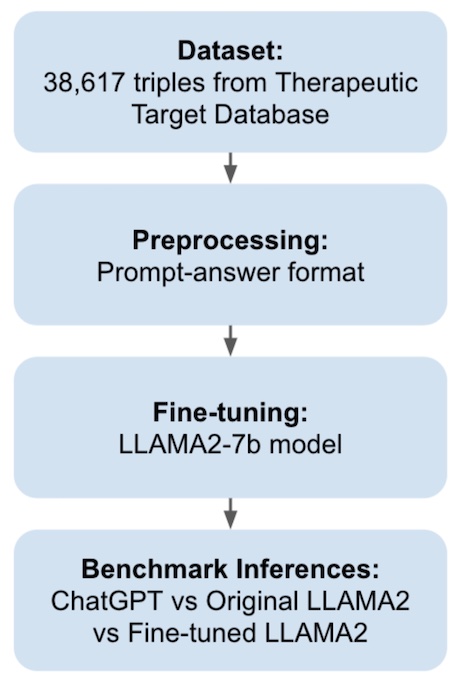 Dataset:
38,617 triples from Therapeutic
Target Database
Preprocessing:
Prompt-answer format
Fine-tuning:
LLAMA2-7b model
Benchmark Inferences:
ChatGPT vs Original LLAMA2
vs Fine-tuned LLAMA2